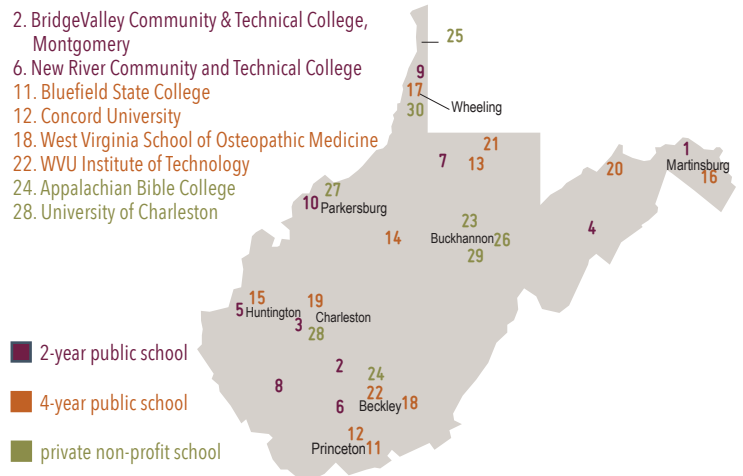 2. BridgeValley Community & Technical College,
Montgomery
6. New River Community and Technical College
11. Bluefield State College
12. Concord University
18. West Virginia School of Osteopathic Medicine
22. WVU Institute of Technology
24. Appalachian Bible College
28. University of Charleston
25
9
17
Wheeling
30
21
7
13
20
1
Martinsburg
16
27
10 Parkersburg
23
4
14
Buckhannon 26
29
15
19
5 Huntington
Charleston
3
28
2-year public school
2
24
8
22
4-year public school
6
Beckley 18
12
private non-profit school
Princeton 11